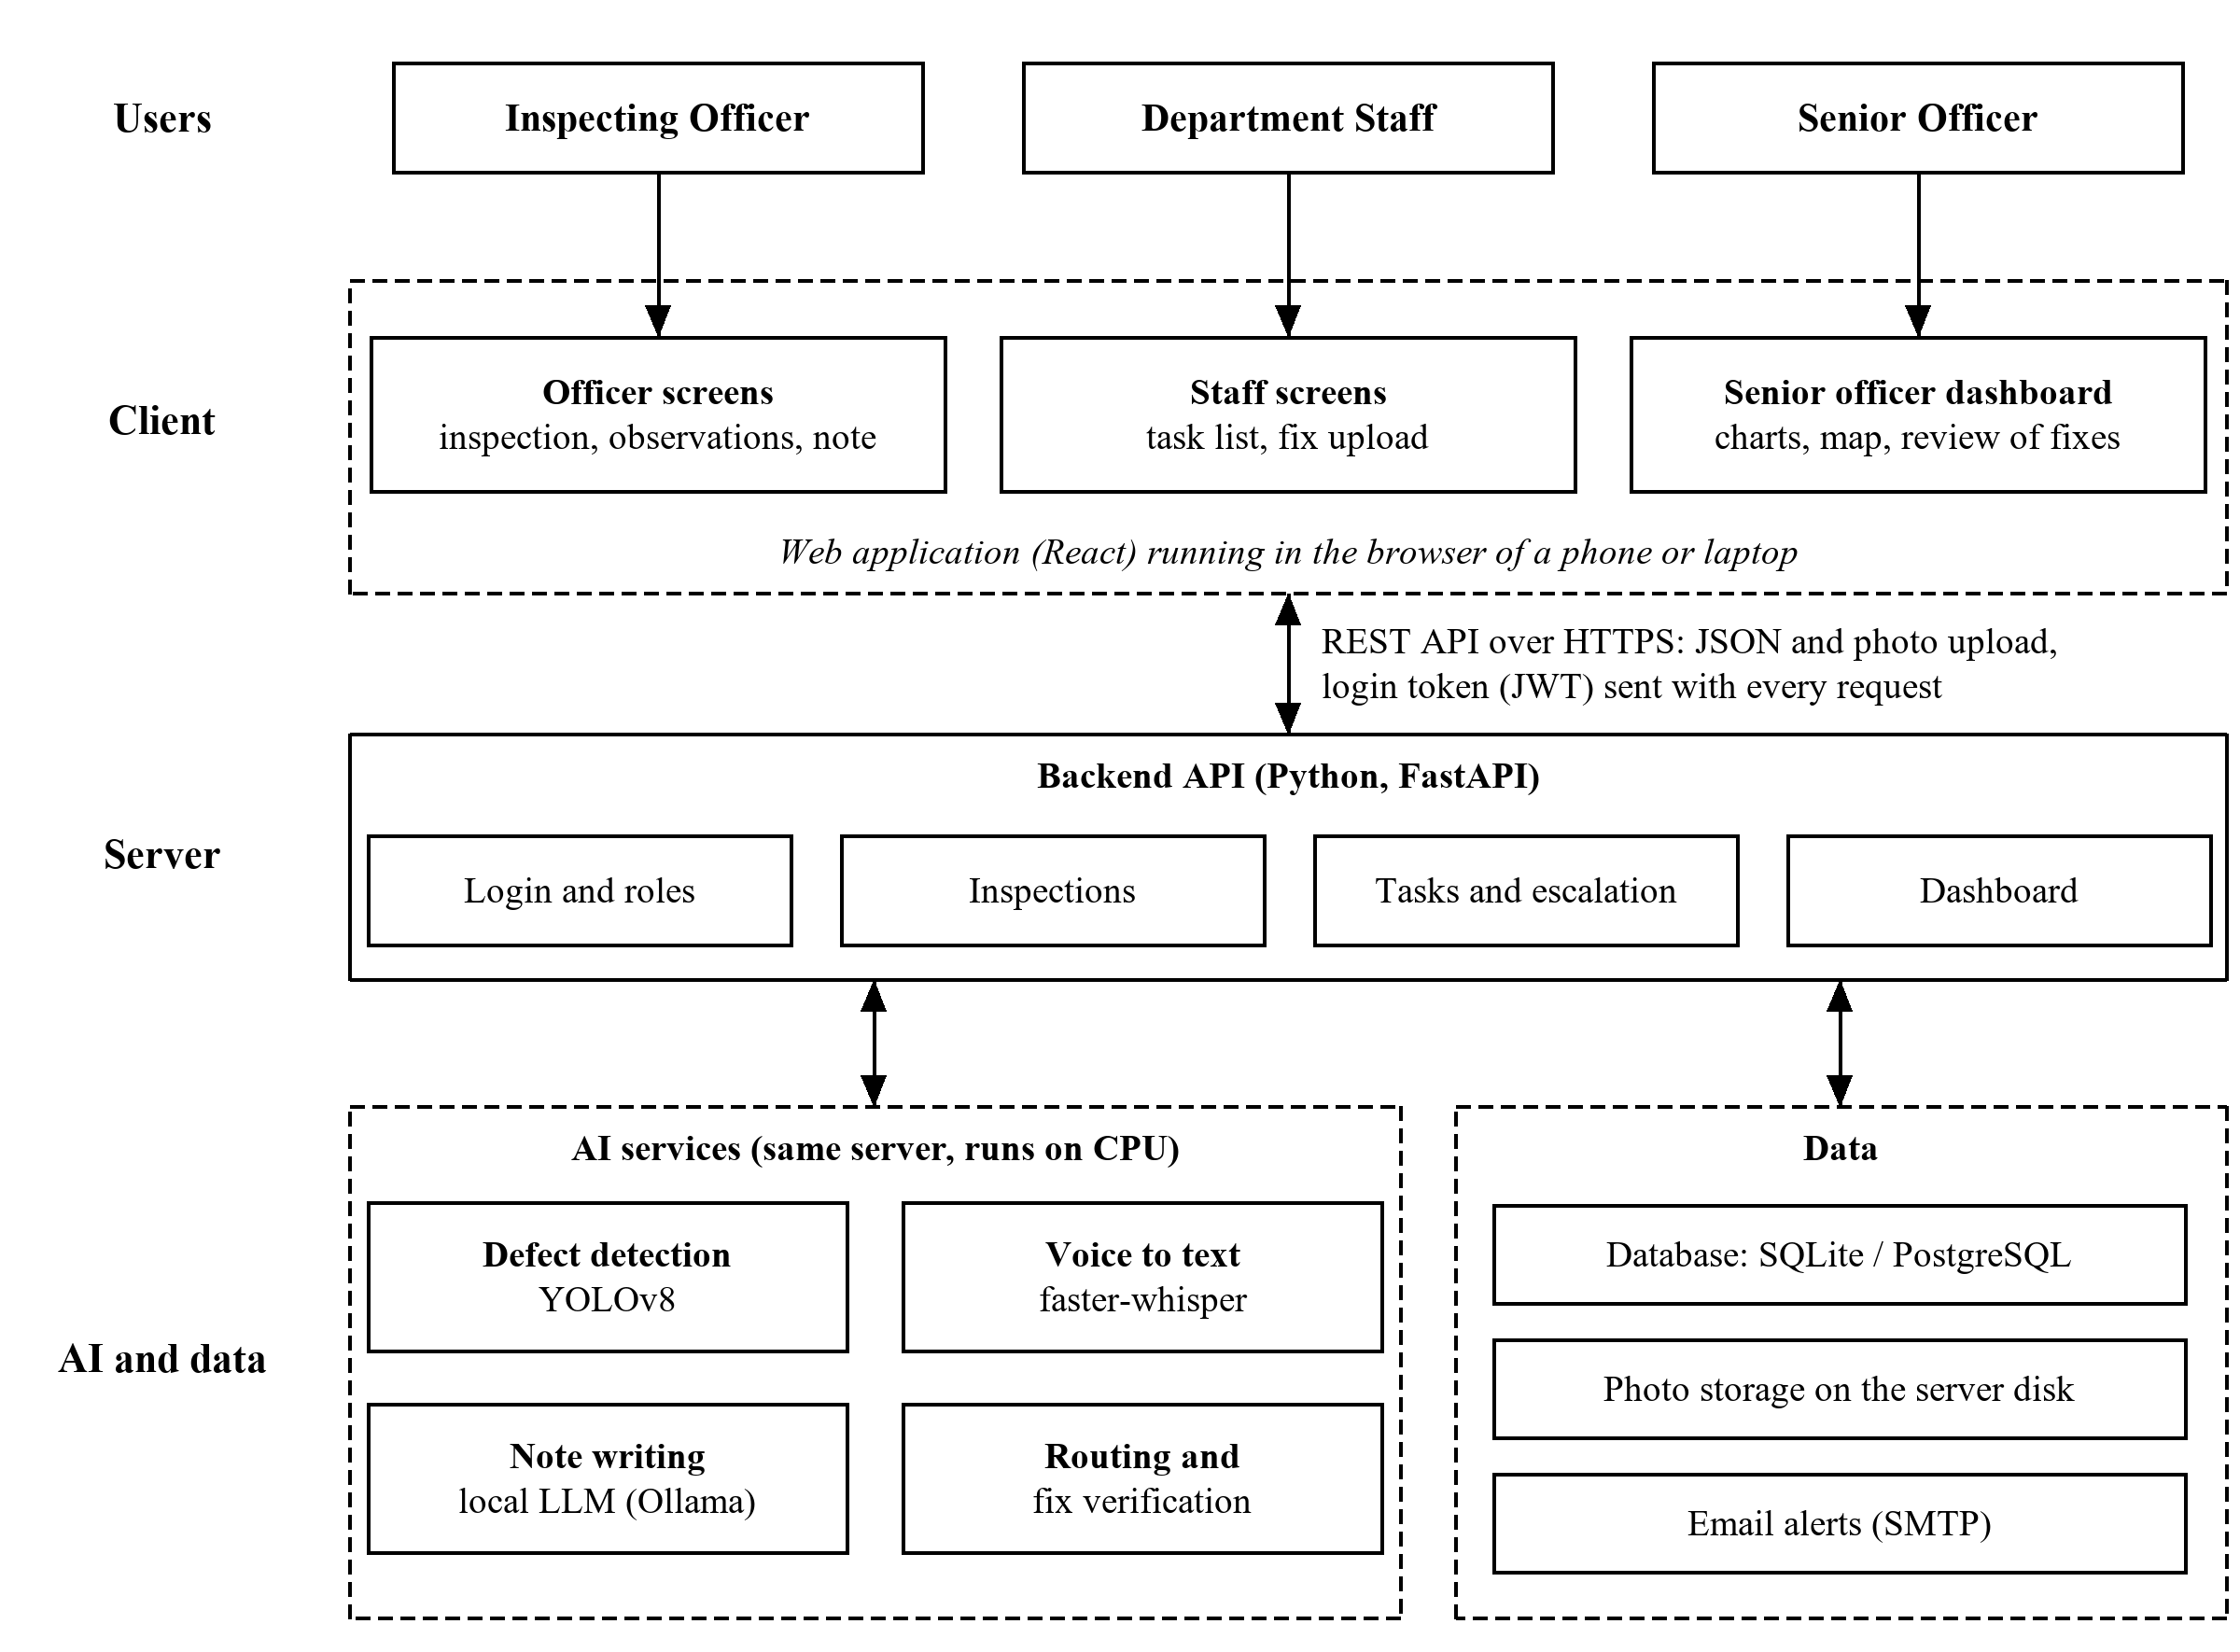 Users
Inspecting Officer
Department Staff
Senior Officer
Client
Officer screens
inspection, observations, note
Staff screens
task list, fix upload
Senior officer dashboard
charts, map, review of fixes
Web application (React) running in the browser of a phone or laptop
REST API over HTTPS: JSON and photo upload,
login token (JWT) sent with every request
Server
Backend API (Python, FastAPI)
Login and roles
Inspections
Tasks and escalation
Dashboard
AI and data
AI services (same server, runs on CPU)
Defect detection
YOLOv8
Voice to text
faster-whisper
Note writing
local LLM (Ollama)
Routing and
fix verification
Data
Database: SQLite / PostgreSQL
Photo storage on the server disk
Email alerts (SMTP)